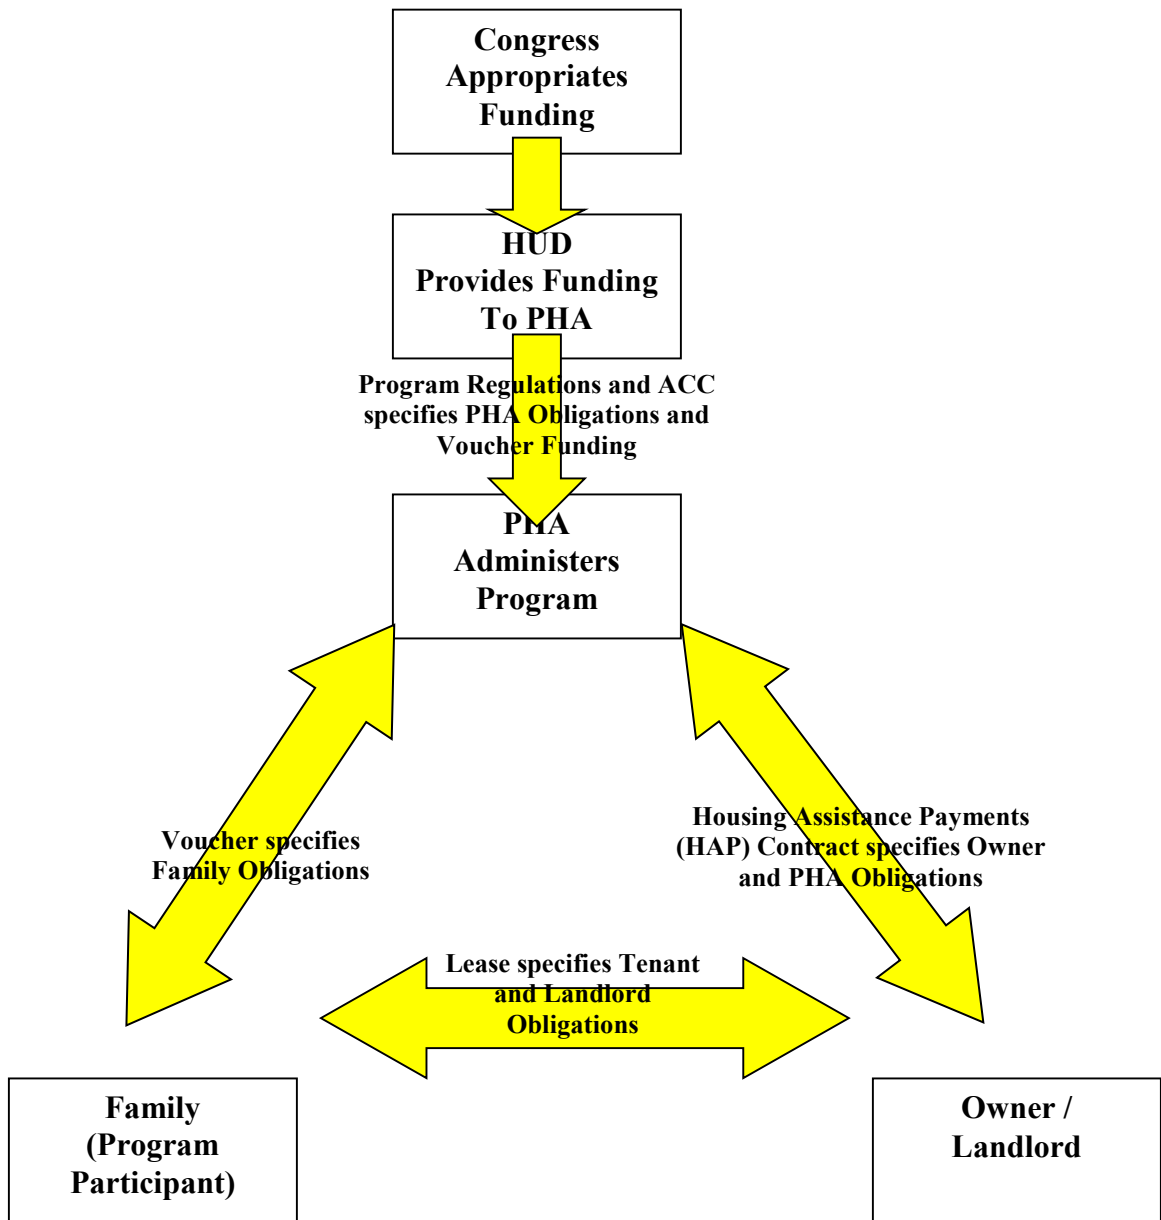 Congress
Appropriates
Funding
HUD
Provides Funding
To PHA
Program Regulations and ACC
specifies PHA Obligations and
Voucher Funding
PHA
Administers
Program
Voucher specifies
Family Obligations
Housing Assistance Payments
(HAP) Contract specifies Owner
and PHA Obligations
Lease specifies Tenant
and Landlord
Obligations
Family
(Program
Participant)
Owner /
Landlord